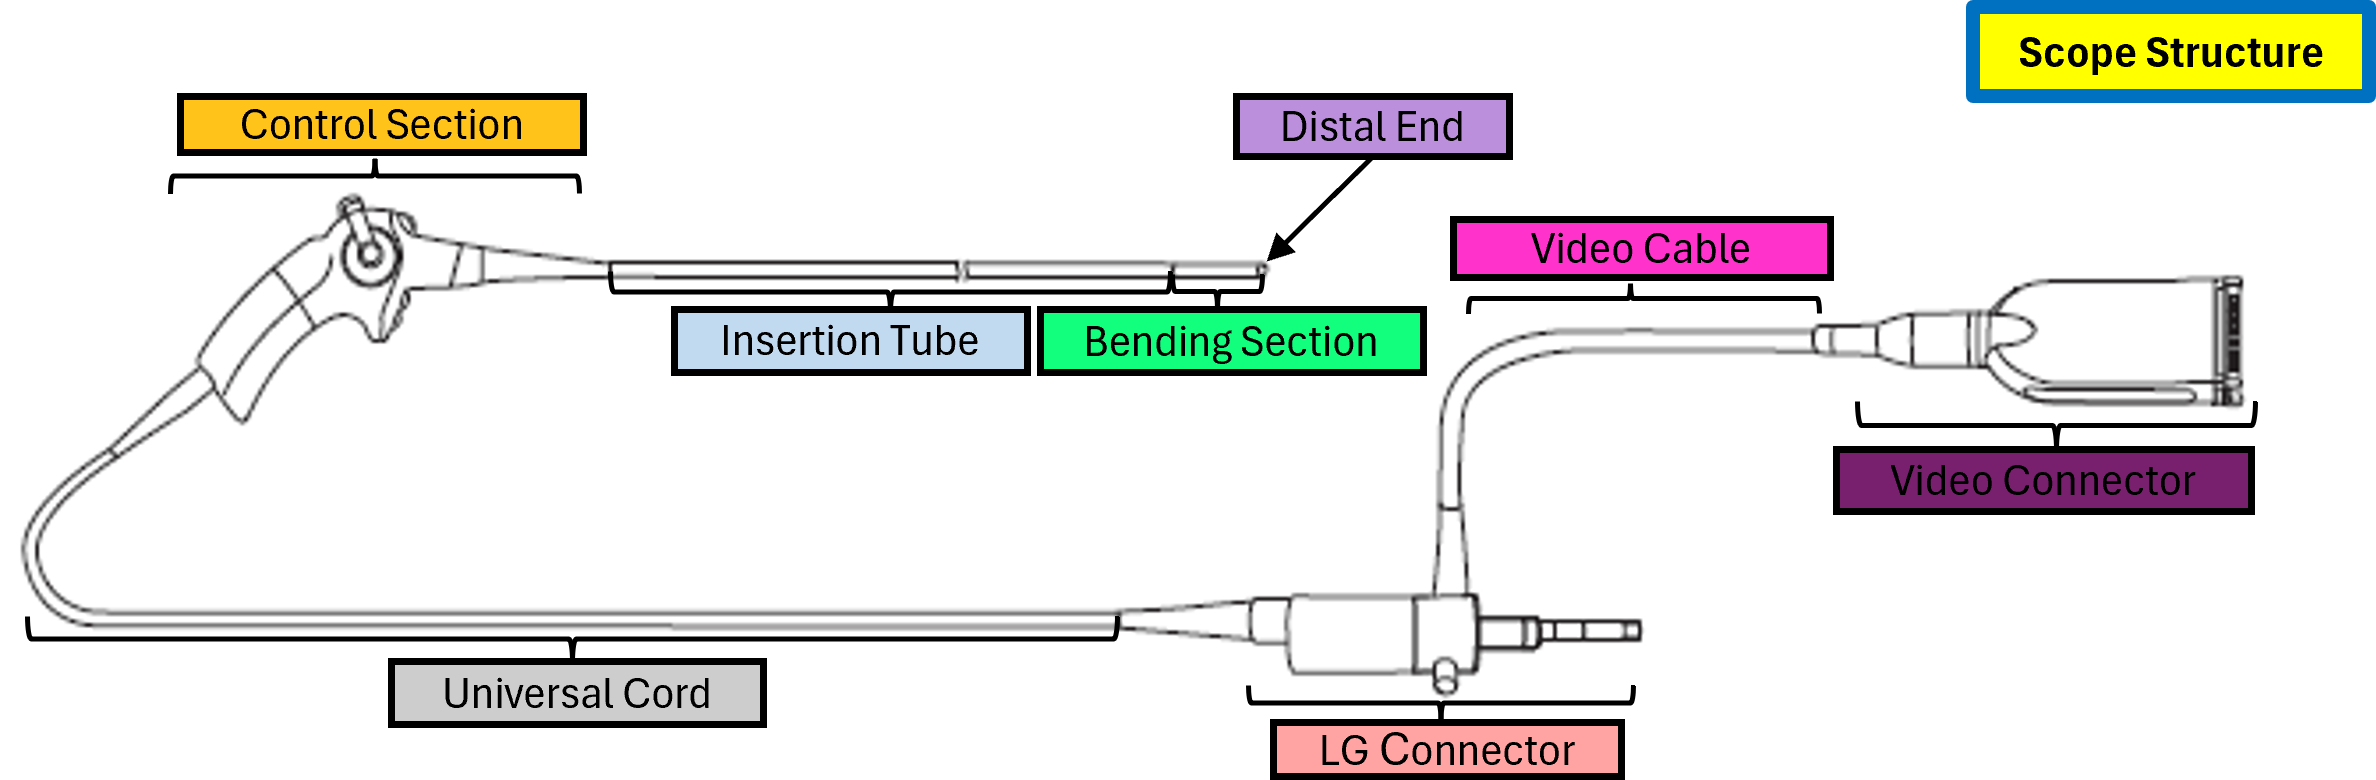 Scope Structure
Control Section
Distal End
Video Cable
Insertion Tube
Bending Section
Video Connector
Universal Cord
LG Connector